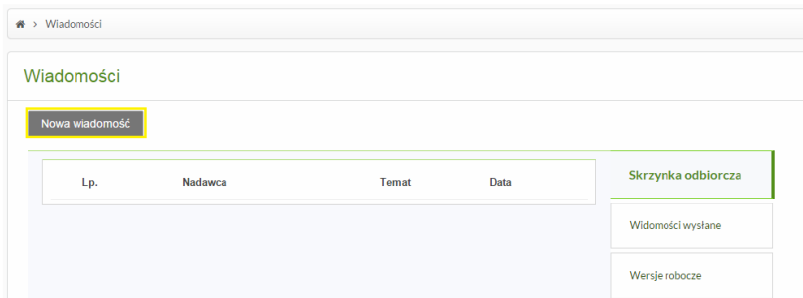 > Wiadomości
Wiadomości
Nowa wiadomość
Lp. Nadawca Temat Data
Skrzynka odbiorcza
Widomości wysłane
Wersje robocze